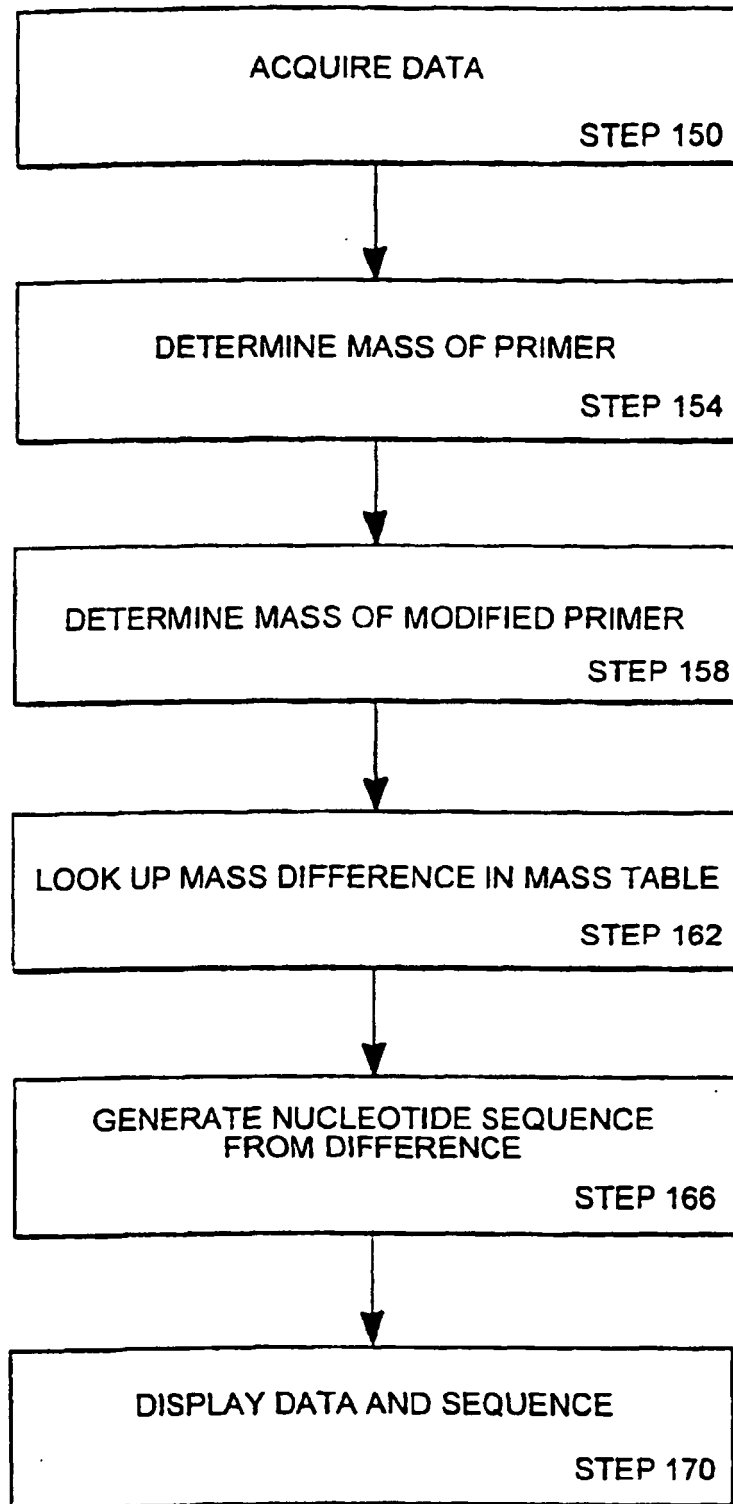 ACQUIRE DATA
STEP 150
DETERMINE MASS OF PRIMER
STEP 154
DETERMINE MASS OF MODIFIED PRIMER
STEP 158
LOOK UP MASS DIFFERENCE IN MASS TABLE
STEP 162
GENERATE NUCLEOTIDE SEQUENCE
FROM DIFFERENCE
STEP 166
DISPLAY DATA AND SEQUENCE
STEP 170